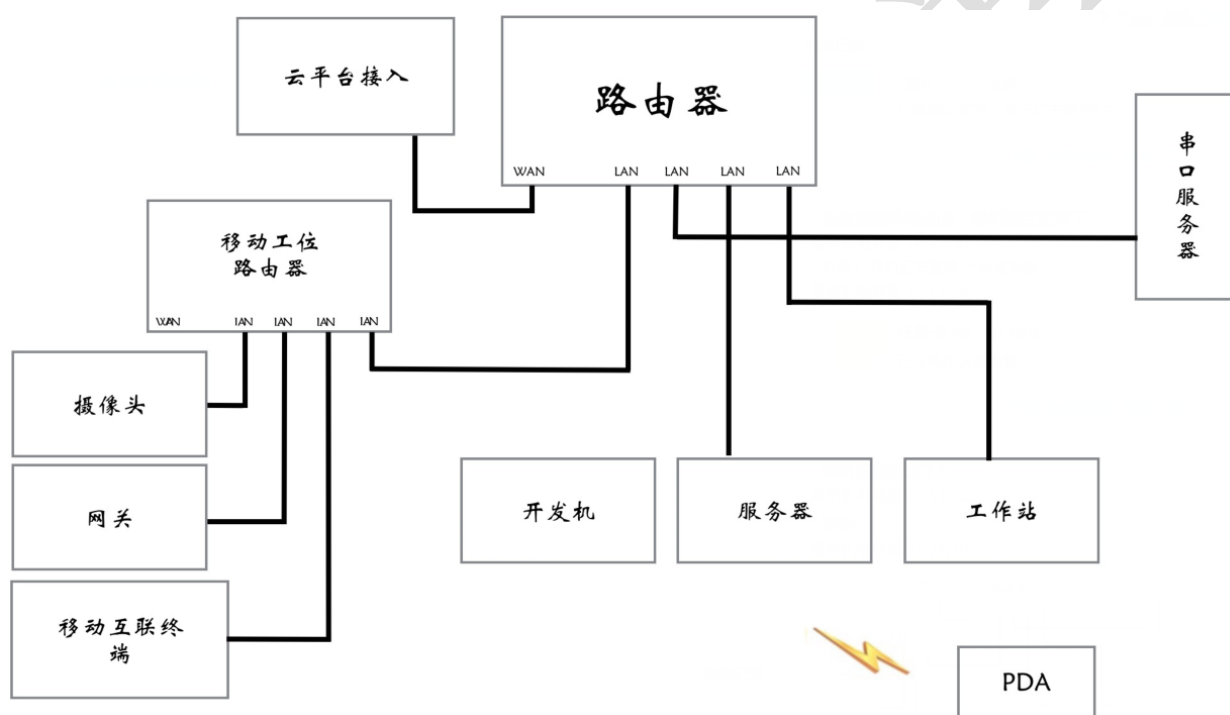 云平台接入
路由器
WAN
LAN
LAN
LAN
LAN
串口服务器
移动工位
路由器
WAN
LAN
LAN
LAN
LAN
摄像头
网关
移动互联终
端
开发机
服务器
工作站
PDA